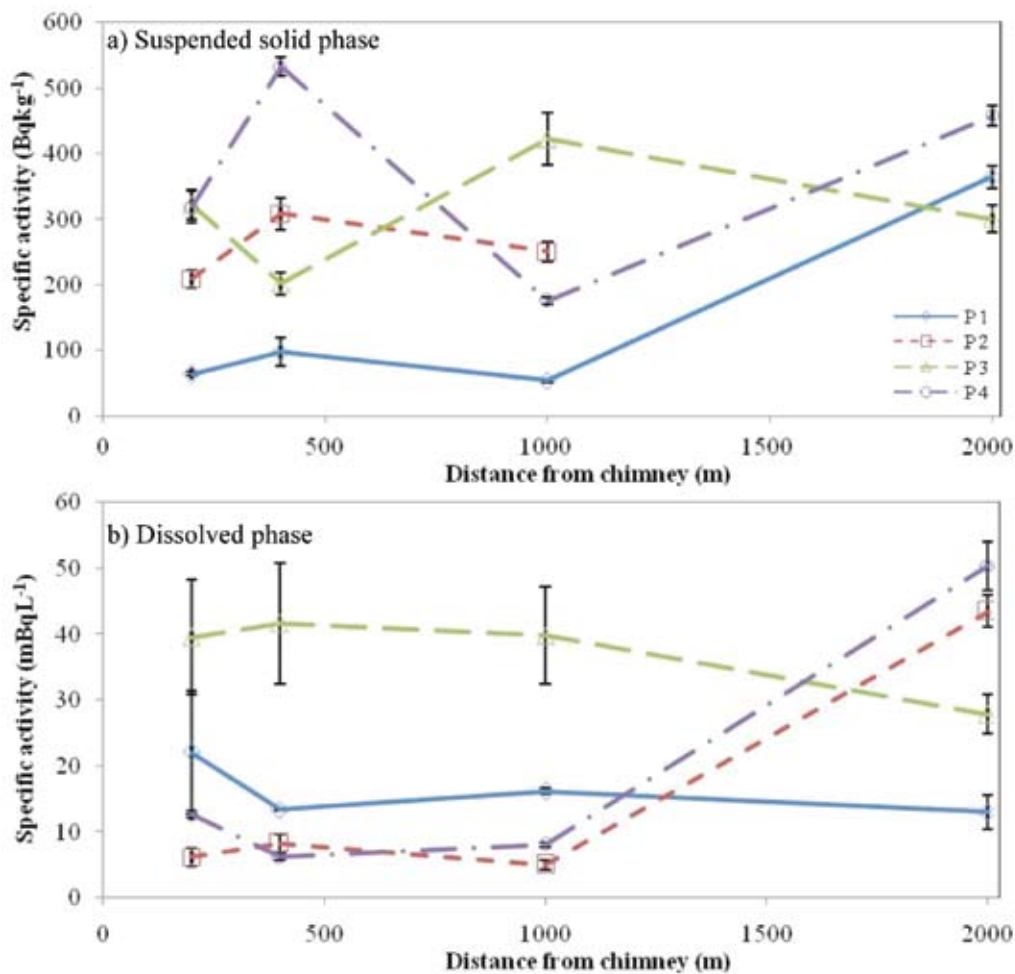 600
a) Suspended solid phase
500
400
300
200
100
0
Specific activity (Bqkg⁻¹)
P1
P2
P3
P4
0 500 1000 1500 2000
Distance from chimney (m)
60
b) Dissolved phase
50
40
30
20
10
0
Specific activity (mBqL⁻¹)
0 500 1000 1500 2000
Distance from chimney (m)